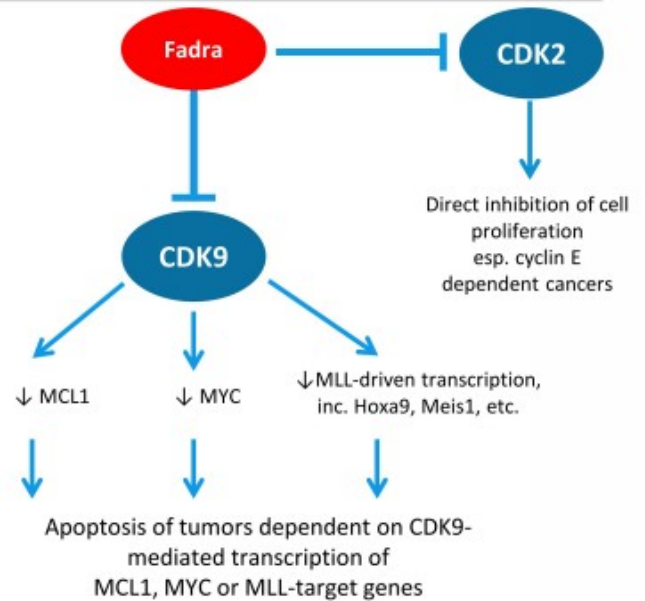 Fadra
CDK2
Direct inhibition of cell
proliferation
esp. cyclin E
dependent cancers
CDK9
↓ MCL1
↓ MYC
↓MLL-driven transcription,
inc. Hoxa9, Meis1, etc.
Apoptosis of tumors dependent on CDK9-
mediated transcription of
MCL1, MYC or MLL-target genes